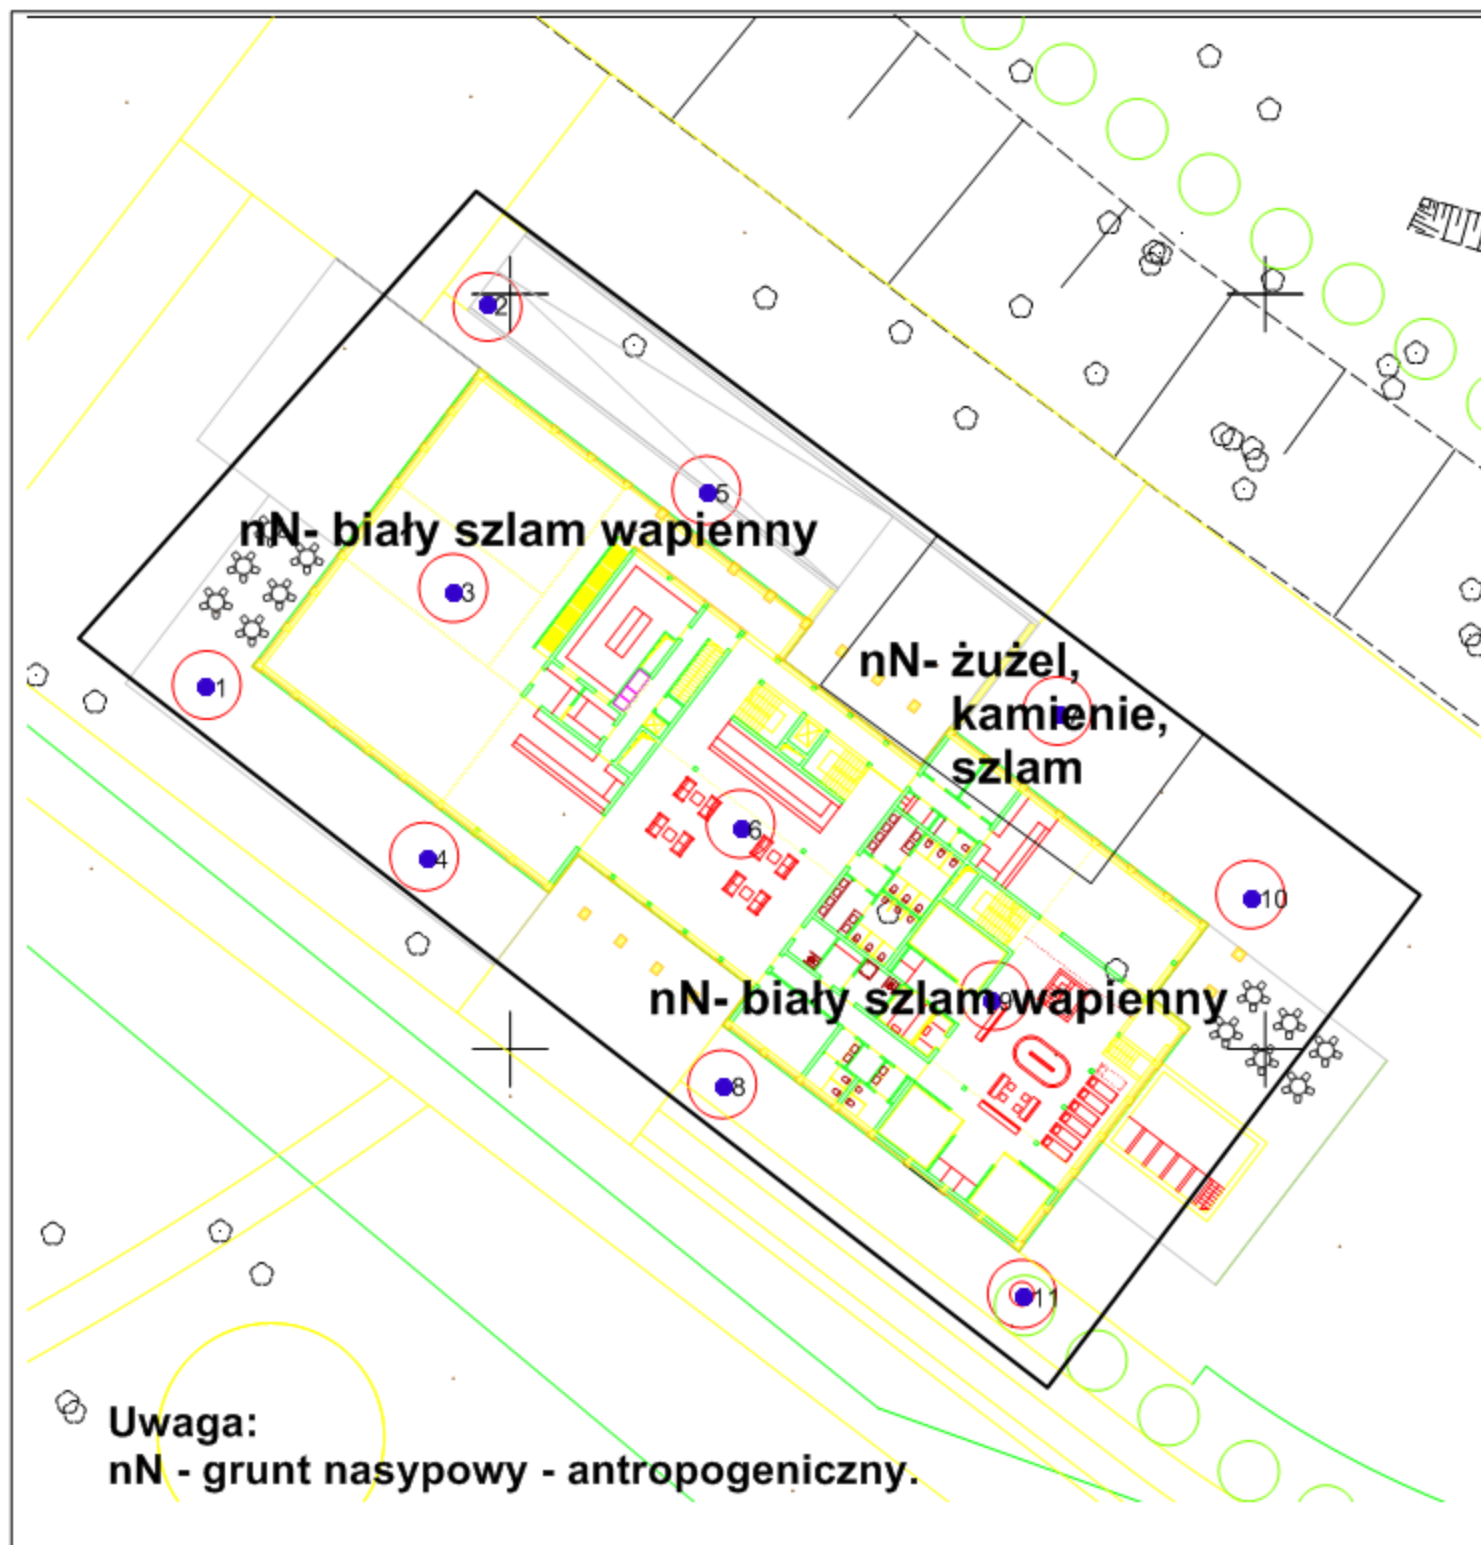 2
5
nN- biały szlam wapienny
3
nN- żużel,
kamienie,
szlam
1
6
4
10
nN- biały szlam wapienny
9
8
11
Uwaga:
nN - grunt nasypowy - antropogeniczny.